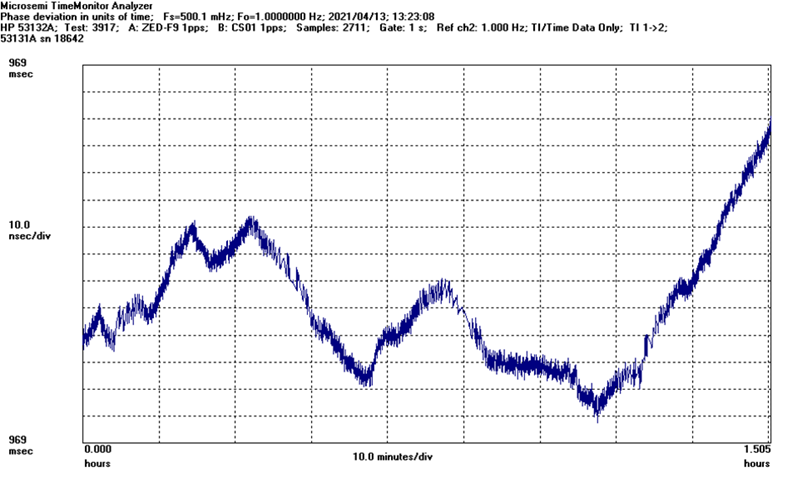 Microsemi TimeMonitor Analyzer
Phase deviation in units of time; Fs=500.1 mHz; Fo=1.0000000 Hz; 2021/04/13; 13:23:08
HP 53132A; Test: 3917; A: ZED-F9 1pps; B: CS01 1pps; Samples: 2711; Gate: 1 s; Ref ch2: 1.000 Hz; TI/Time Data Only; TI 1->2;
53131A sn 18642
969
msec
10.0
nsec/div
969
msec
0.000
hours
10.0 minutes/div
1.505
hours